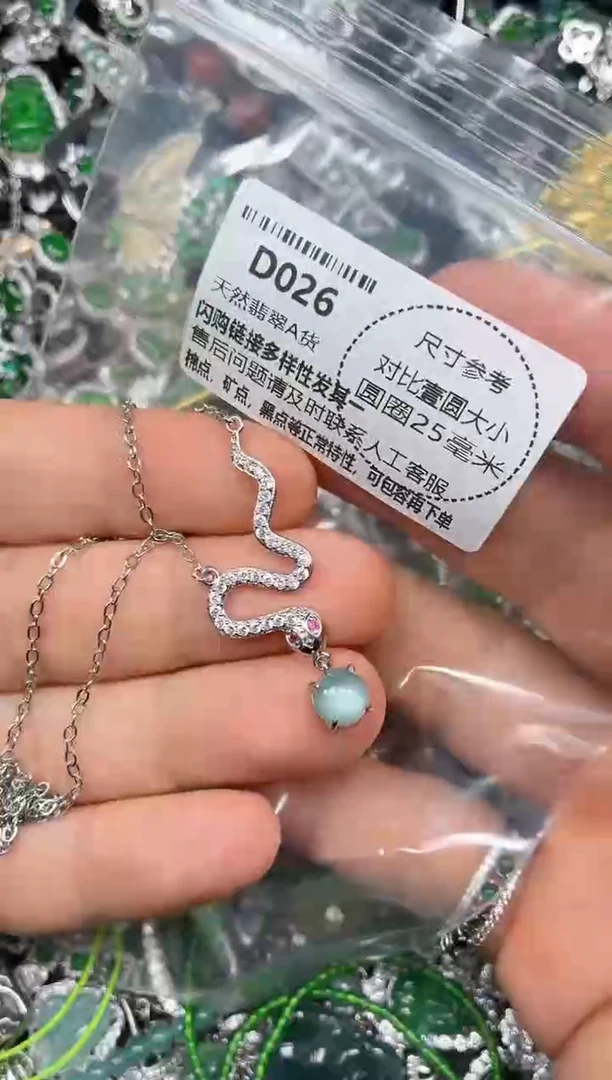 D026
天然翡翠A货
闪购链接多样性发其一
售后问题请及时联系人工客服
棉点，矿点，黑点等正常特性，可包容再下单
尺寸参考
对比壹圆大小
圆圈25毫米